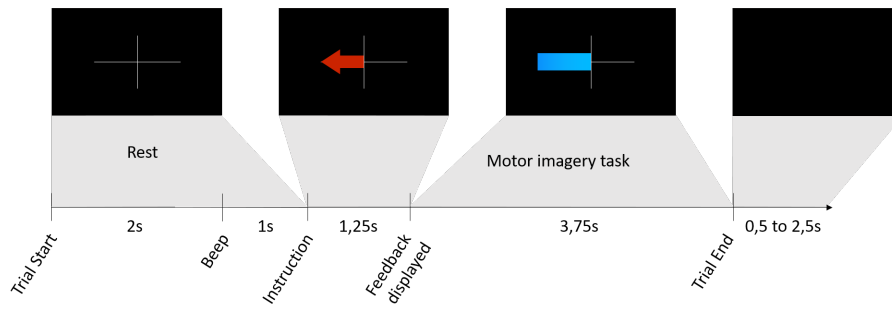 Rest
Motor imagery task
2s
1s
1,25s
3,75s
0,5 to 2,5s
Trial Start
Beep
Instruction
Feedback
displayed
Trial End